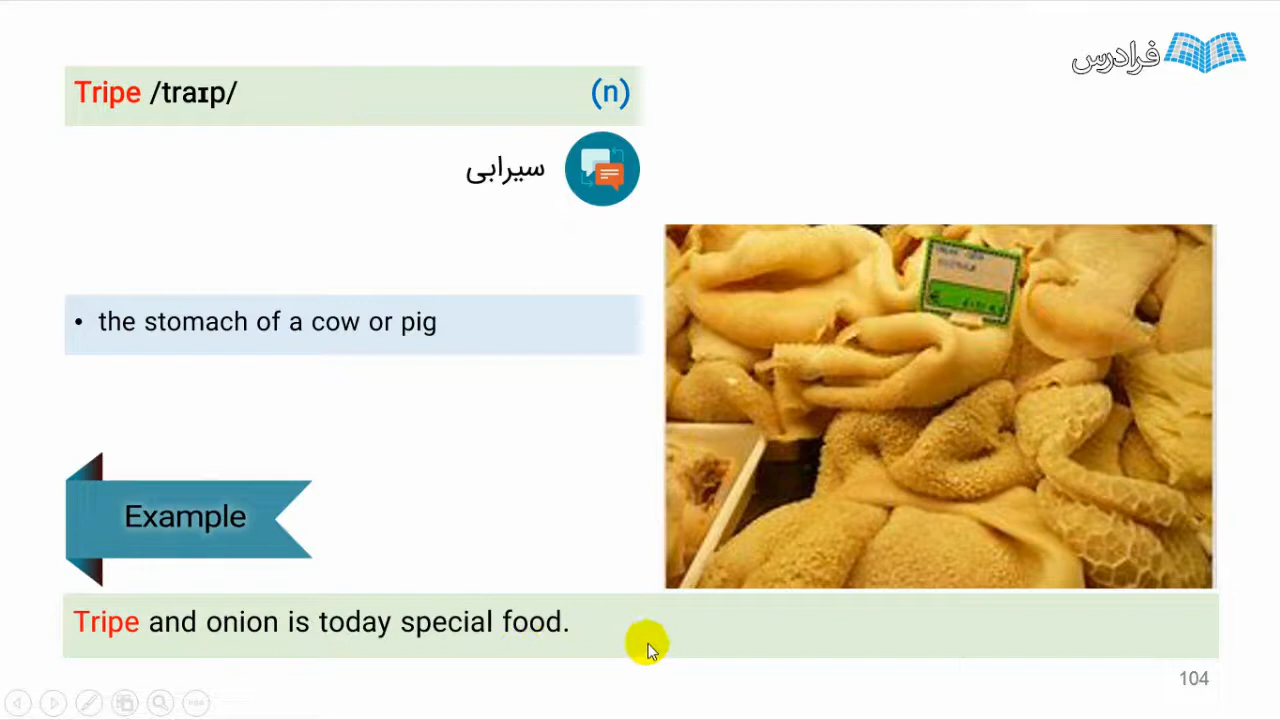 فرادرس
Tripe /traɪp/ (n)
سیرابی
• the stomach of a cow or pig
Example
Tripe and onion is today special food.
104